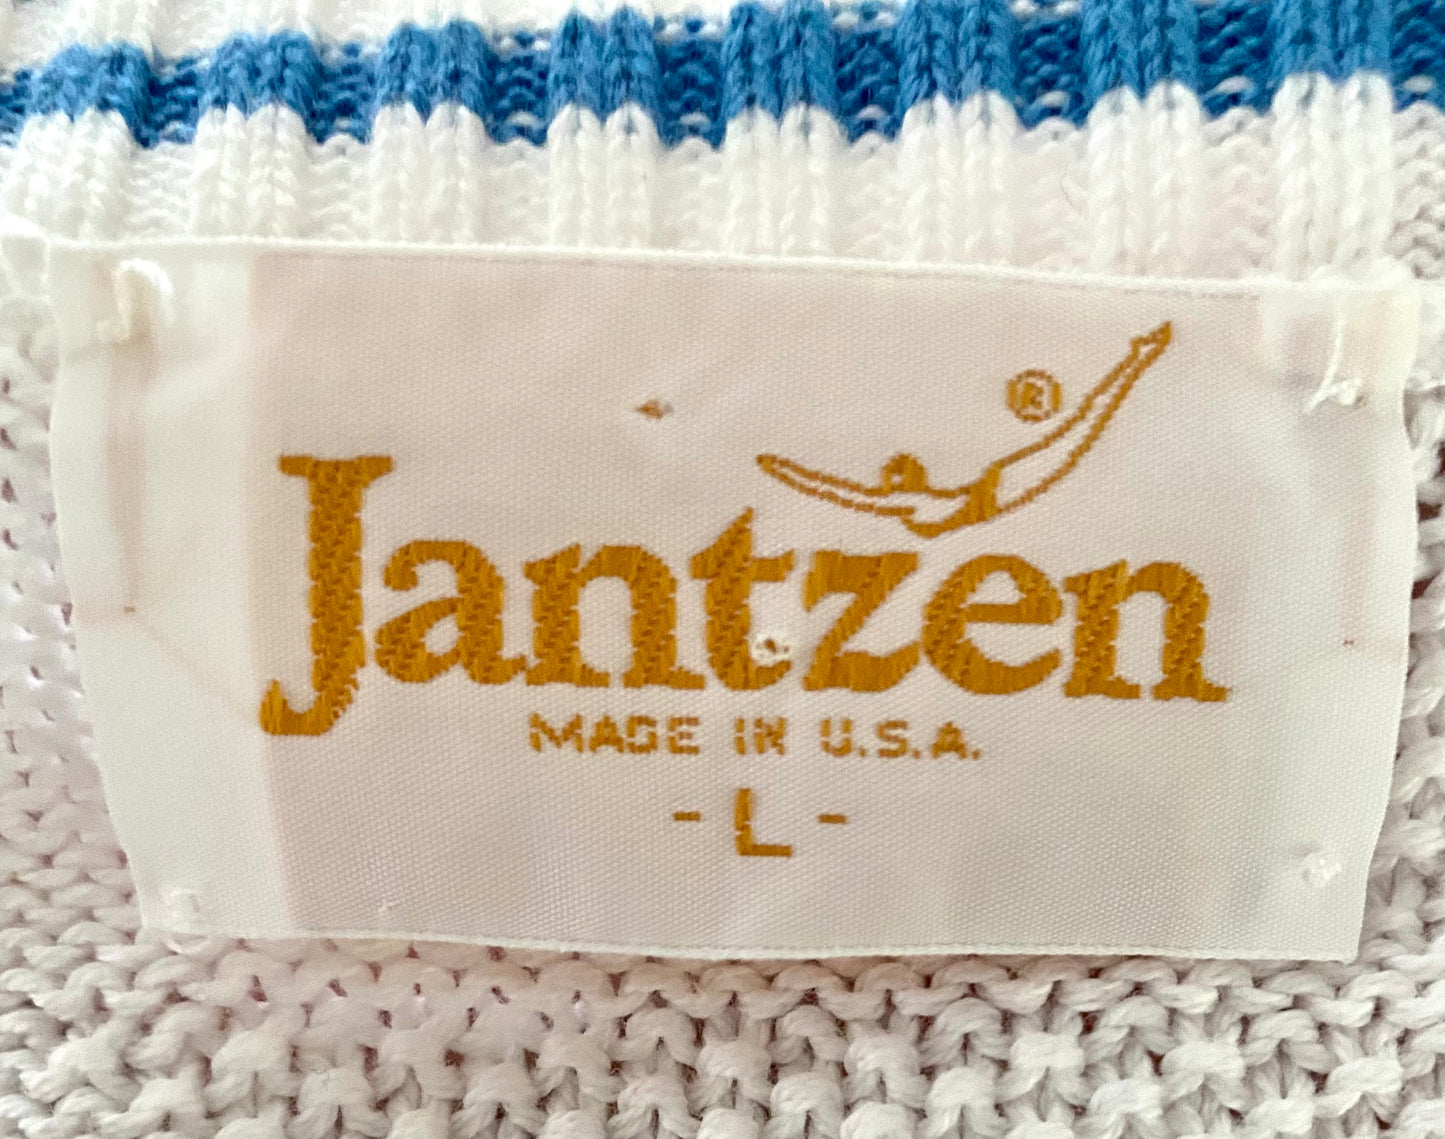 ®
Jantzen
MADE IN U.S.A.
- L -